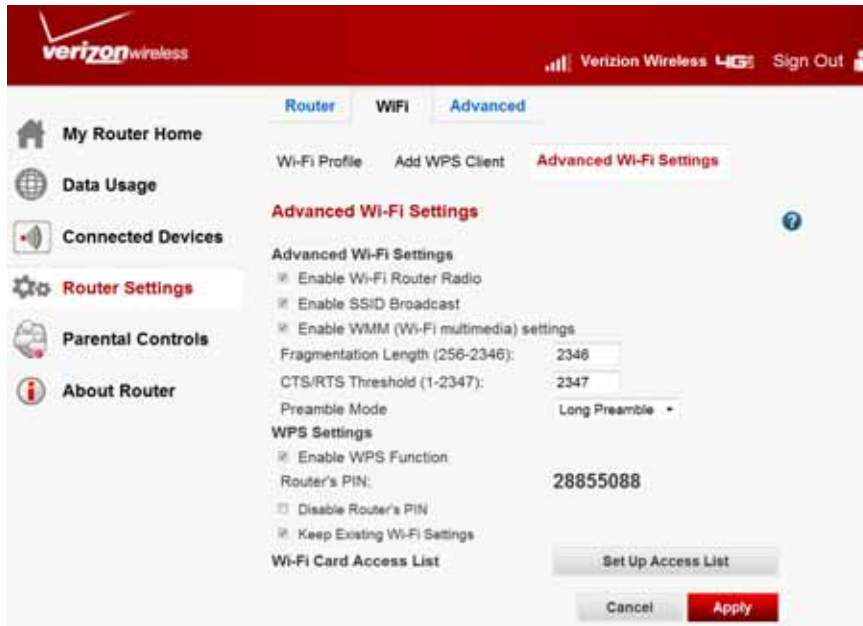 verizonwireless
Verizion Wireless 4G LTE Sign Out
Router WiFi Advanced
My Router Home
Data Usage
Connected Devices
Router Settings
Parental Controls
About Router
Wi-Fi Profile Add WPS Client Advanced Wi-Fi Settings
Advanced Wi-Fi Settings
?
Advanced Wi-Fi Settings
Enable Wi-Fi Router Radio
Enable SSID Broadcast
Enable WMM (Wi-Fi multimedia) settings
Fragmentation Length (256-2346): 2346
CTS/RTS Threshold (1-2347): 2347
Preamble Mode Long Preamble
WPS Settings
Enable WPS Function
Router's PIN: 28855088
Disable Router's PIN
Keep Existing Wi-Fi Settings
Wi-Fi Card Access List Set Up Access List
Cancel Apply